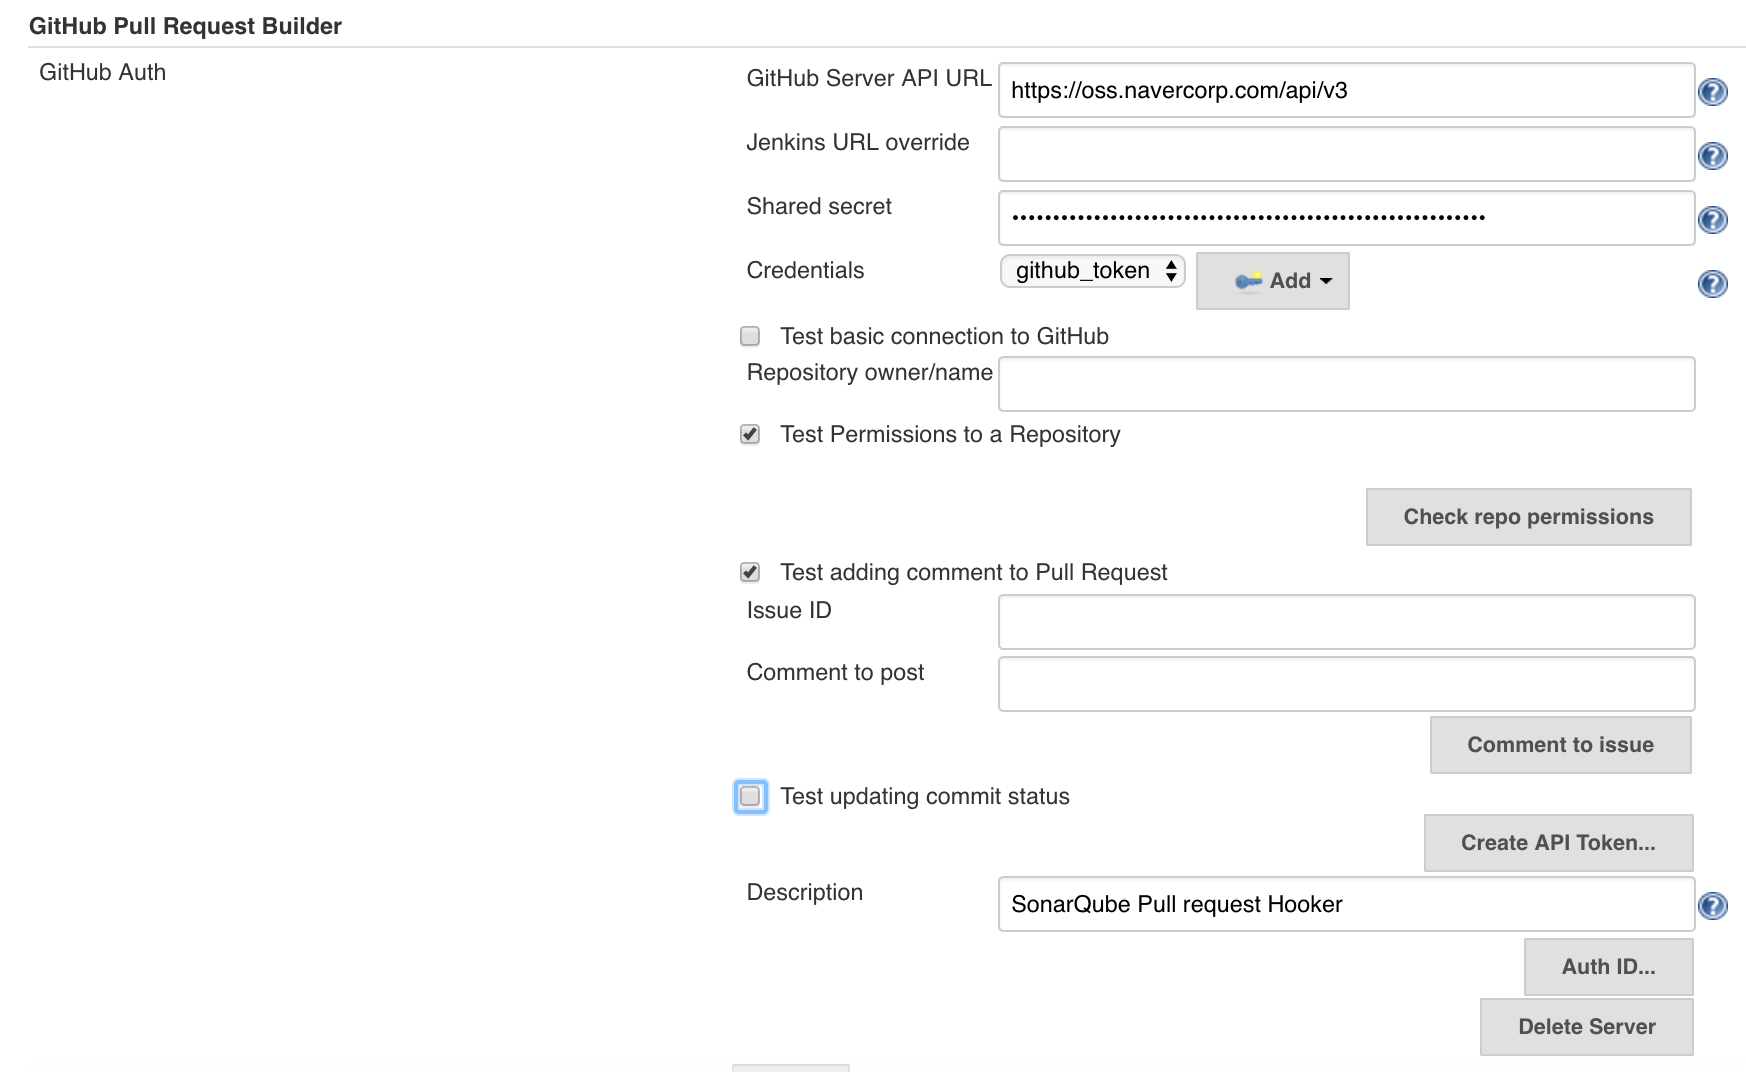 GitHub Pull Request Builder
GitHub Auth
GitHub Server API URL https://oss.navercorp.com/api/v3
Jenkins URL override
Shared secret ••••••••••••••••••••••••••••••••••••••••••••••••••••••••••
Credentials github_token Add
Test basic connection to GitHub
Repository owner/name
Test Permissions to a Repository
Check repo permissions
Test adding comment to Pull Request
Issue ID
Comment to post
Comment to issue
Test updating commit status
Create API Token...
Description SonarQube Pull request Hooker
Auth ID...
Delete Server